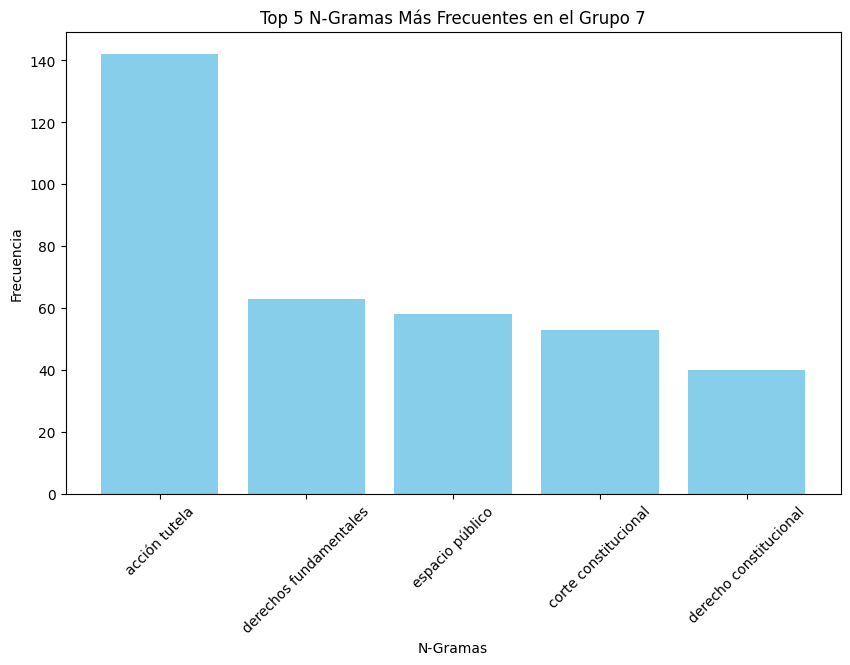 Top 5 N-Gramas Más Frecuentes en el Grupo 7
Frecuencia
140
120
100
80
60
40
20
0
acción tutela
derechos fundamentales
espacio público
corte constitucional
derecho constitucional
N-Gramas